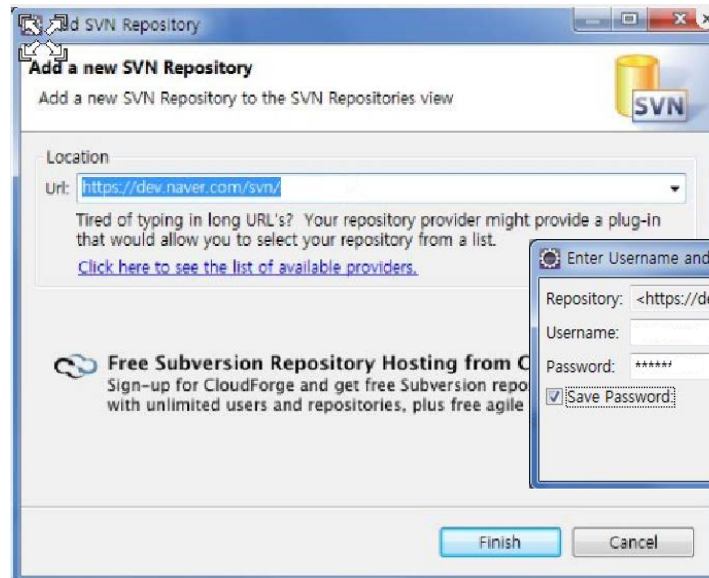 d SVN Repository
Add a new SVN Repository
Add a new SVN Repository to the SVN Repositories view
SVN
Location
Url: https://dev.naver.com/svn/
Tired of typing in long URL's? Your repository provider might provide a plug-in
that would allow you to select your repository from a list.
Click here to see the list of available providers.
Enter Username and
Repository: <https://de
Username:
Password: ******
Save Password
Free Subversion Repository Hosting from C
Sign-up for CloudForge and get free Subversion repo
with unlimited users and repositories, plus free agile
Finish
Cancel